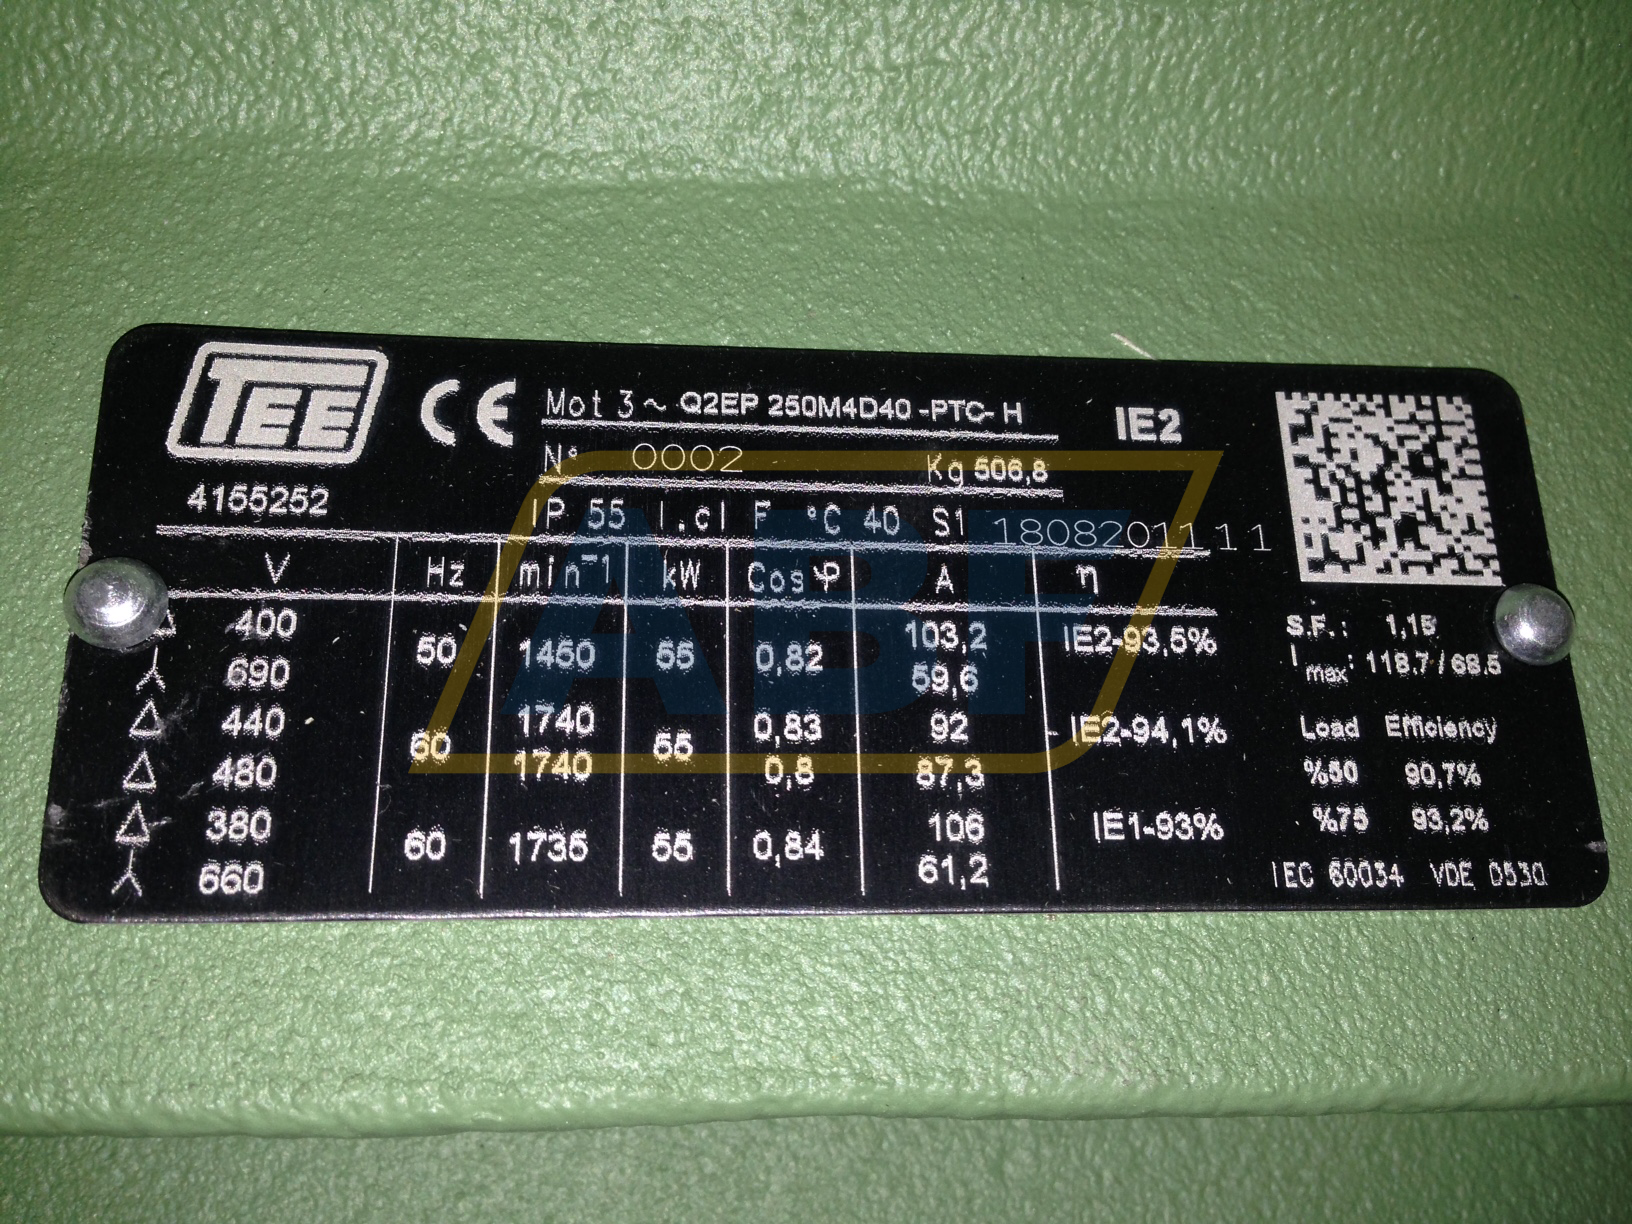 TEE
CE Mot 3~ Q2EP 250M4D40 -PTC- H IE2
N° 0002 Kg 506,8
4155252
IP 55 I.cl F °C 40 S1 180820111 1 1
V Hz min-1 kW Cosφ A η
Δ 400 50 1450 55 0,82 103,2 IE2-93,5%
690 59,6
Δ 440 60 1740 55 0,83 92 IE2-94,1%
Δ 480 1740 0,8 87,3
Δ 380 60 1735 55 0,84 106 IE1-93%
660 61,2
S.F.: 1,15
I max: 118.7 / 68.5
Load Efficiency
%50 90,7%
%75 93,2%
IEC 60034 VDE 0530
ABF